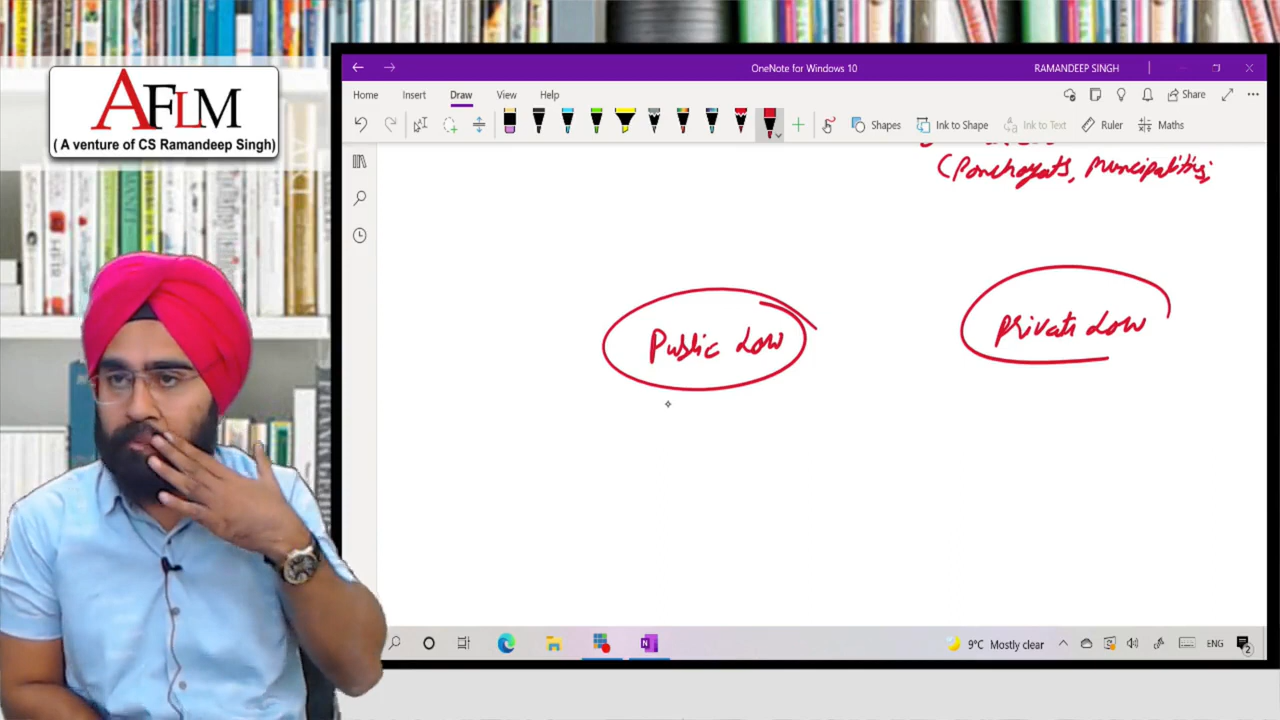 AFLM
( A venture of CS Ramandeep Singh)
OneNote for Windows 10
RAMANDEEP SINGH
Home Insert Draw View Help
Share
Shapes Ink to Shape Ink to Text Ruler Maths
(Panchayats, Municipalities,
Public Law
Private Law
9°C Mostly clear
ENG
2